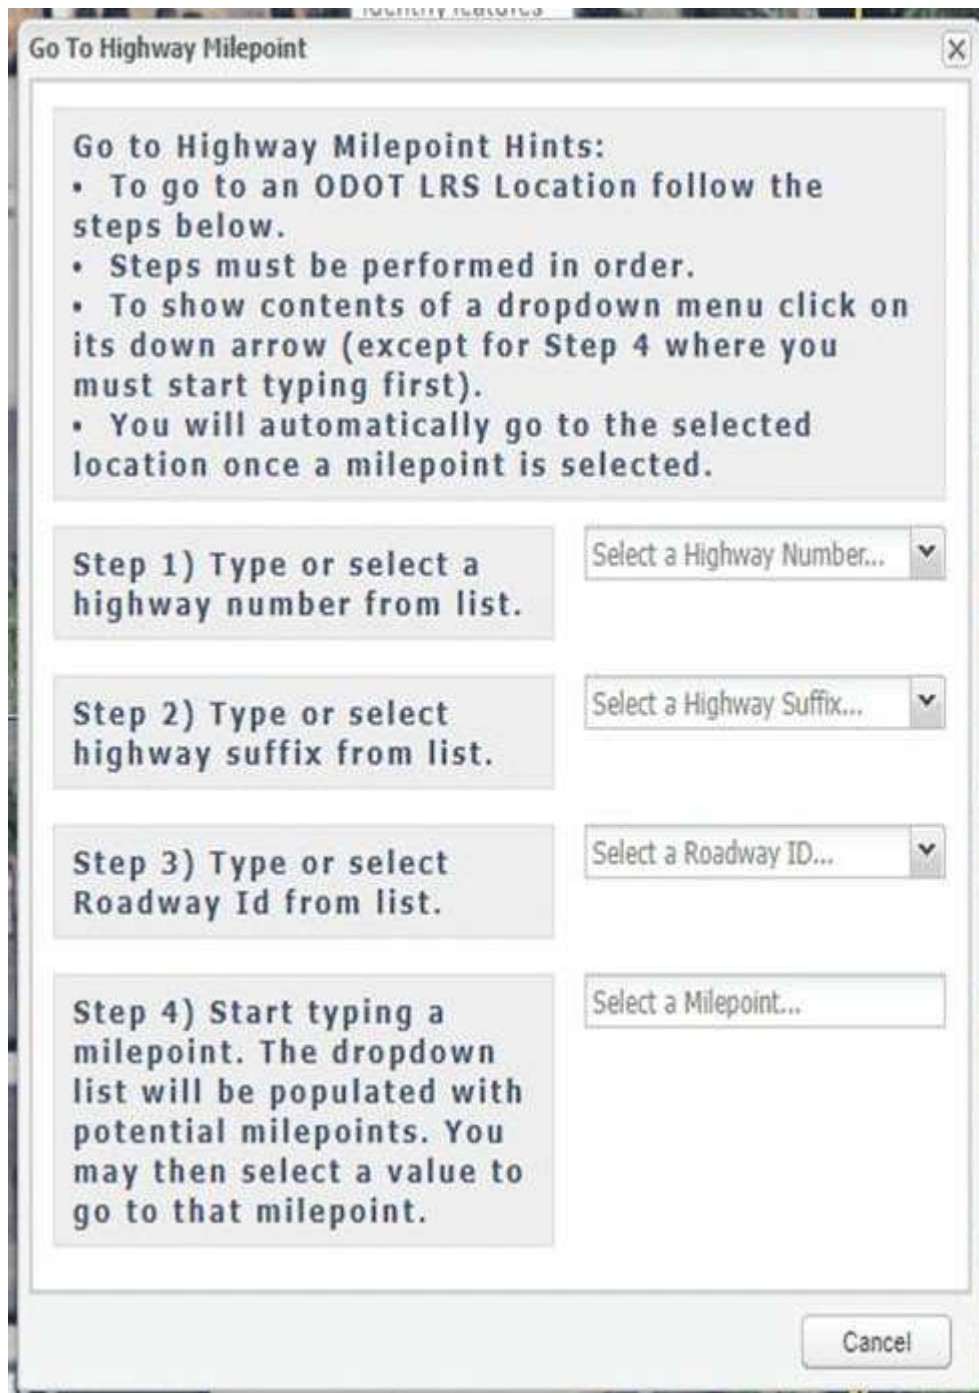 Identify features
Go To Highway Milepoint
Go to Highway Milepoint Hints:
• To go to an ODOT LRS Location follow the
steps below.
• Steps must be performed in order.
• To show contents of a dropdown menu click on
its down arrow (except for Step 4 where you
must start typing first).
• You will automatically go to the selected
location once a milepoint is selected.
Step 1) Type or select a
highway number from list.
Select a Highway Number...
Step 2) Type or select
highway suffix from list.
Select a Highway Suffix...
Step 3) Type or select
Roadway Id from list.
Select a Roadway ID...
Step 4) Start typing a
milepoint. The dropdown
list will be populated with
potential milepoints. You
may then select a value to
go to that milepoint.
Select a Milepoint...
Cancel